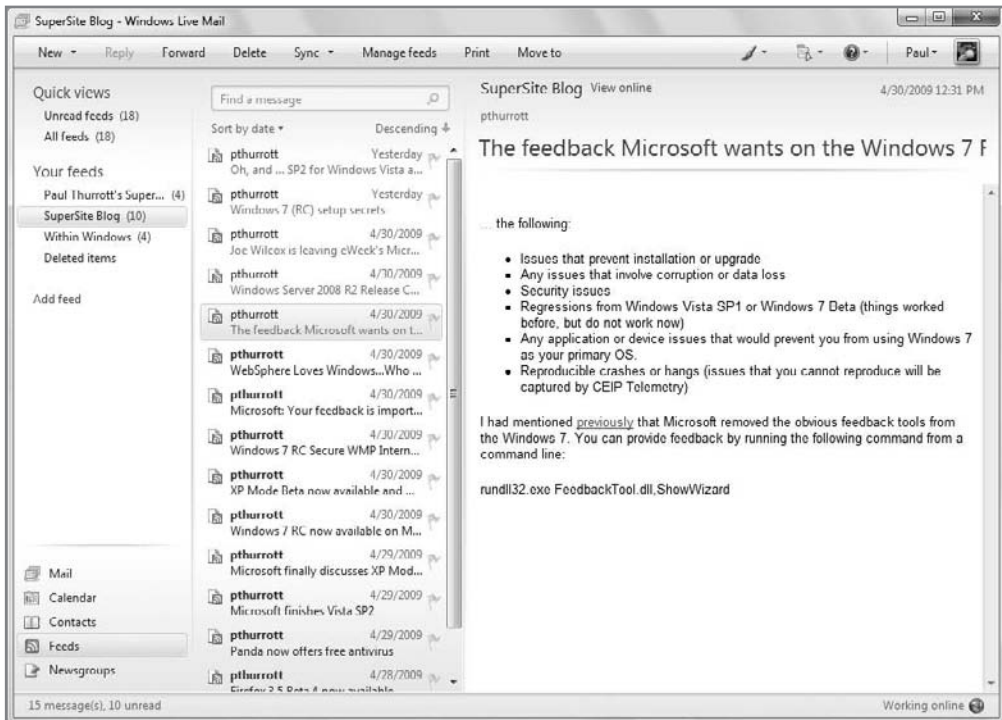 SuperSite Blog - Windows Live Mail
New Reply Forward Delete Sync Manage feeds Print Move to Paul
Quick views
Unread feeds (18)
All feeds (18)
Your feeds
Paul Thurrott's Super... (4)
SuperSite Blog (10)
Within Windows (4)
Deleted items
Add feed
Mail
Calendar
Contacts
Feeds
Newsgroups
Find a message
Sort by date Descending
pthurrott Yesterday
Oh, and ... SP2 for Windows Vista a...
pthurrott Yesterday
Windows 7 (RC) setup secrets
pthurrott 4/30/2009
Joe Wilcox is leaving eWeek's Micr...
pthurrott 4/30/2009
Windows Server 2008 R2 Release C...
pthurrott 4/30/2009
The feedback Microsoft wants on t...
pthurrott 4/30/2009
WebSphere Loves Windows...Who ...
pthurrott 4/30/2009
Microsoft: Your feedback is import...
pthurrott 4/30/2009
Windows 7 RC Secure WMP Intern...
pthurrott 4/30/2009
XP Mode Beta now available and ...
pthurrott 4/30/2009
Windows 7 RC now available on M...
pthurrott 4/29/2009
Microsoft finally discusses XP Mod...
pthurrott 4/29/2009
Microsoft finishes Vista SP2
pthurrott 4/29/2009
Panda now offers free antivirus
pthurrott 4/28/2009
Firefox 3.5 Beta 4 now available
SuperSite Blog View online 4/30/2009 12:31 PM
pthurrott
The feedback Microsoft wants on the Windows 7 F
... the following:
• Issues that prevent installation or upgrade
• Any issues that involve corruption or data loss
• Security issues
• Regressions from Windows Vista SP1 or Windows 7 Beta (things worked
before, but do not work now)
• Any application or device issues that would prevent you from using Windows 7
as your primary OS.
• Reproducible crashes or hangs (issues that you cannot reproduce will be
captured by CEIP Telemetry)
I had mentioned previously that Microsoft removed the obvious feedback tools from
the Windows 7. You can provide feedback by running the following command from a
command line:
rundll32.exe FeedbackTool.dll,ShowWizard
15 message(s), 10 unread
Working online